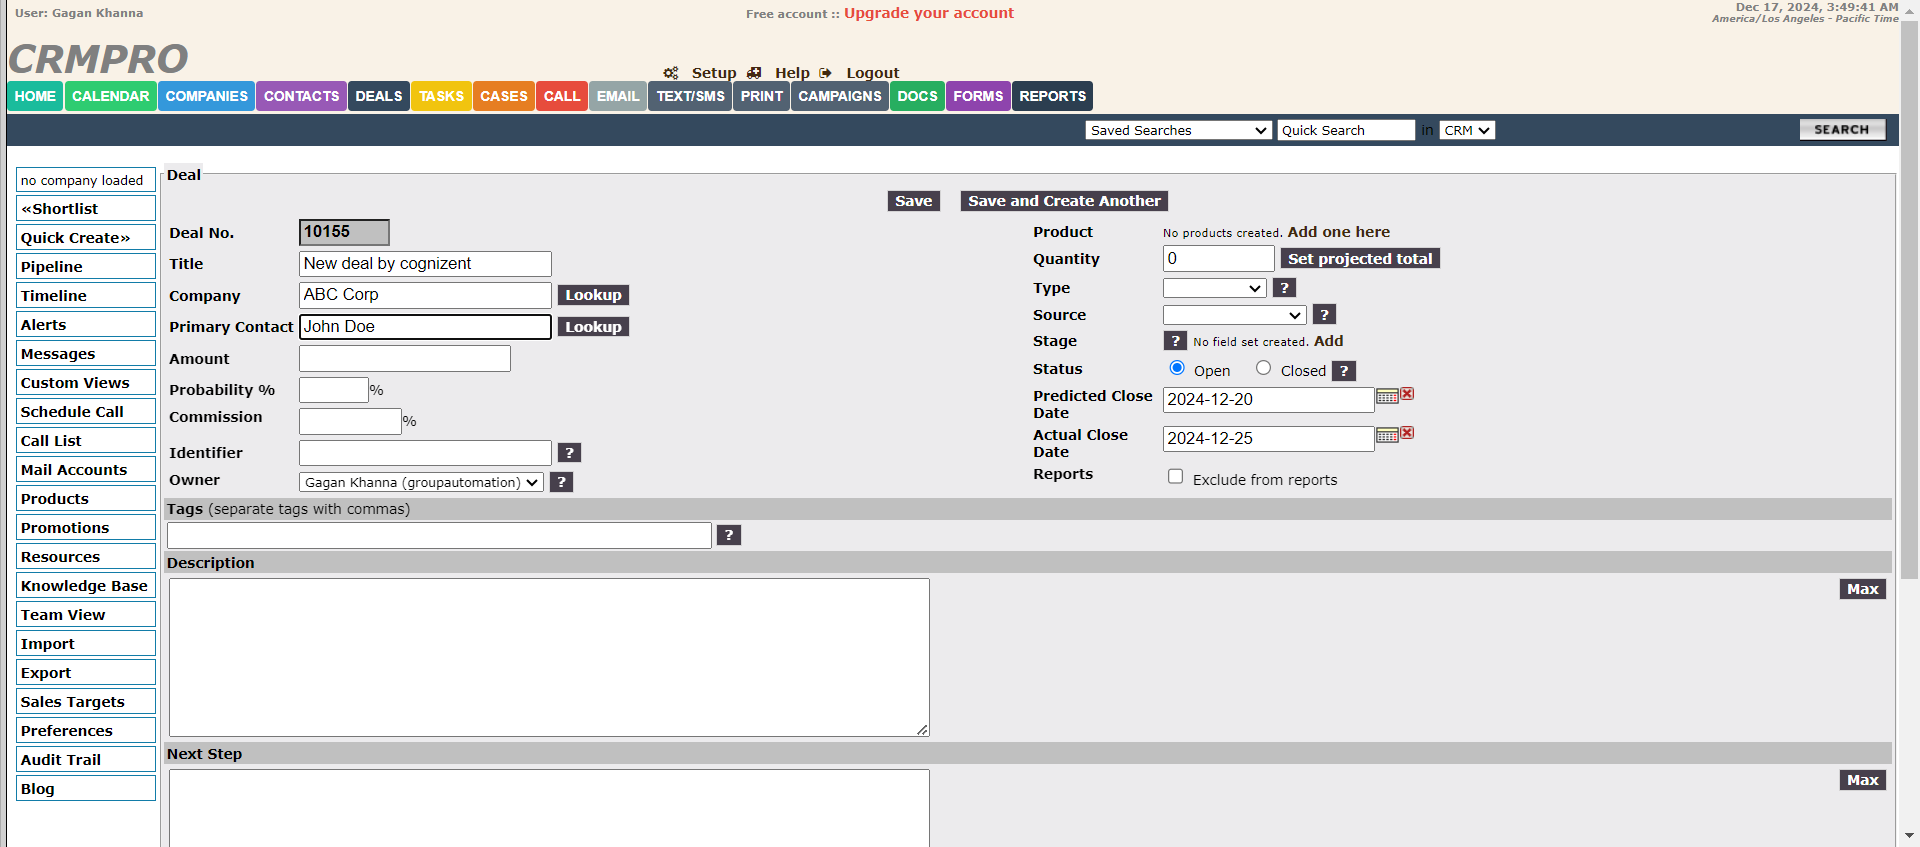 User: Gagan Khanna
Free account :: Upgrade your account
Dec 17, 2024, 3:49:41 AM
America/Los Angeles - Pacific Time
CRMPRO
Setup Help Logout
HOME CALENDAR COMPANIES CONTACTS DEALS TASKS CASES CALL EMAIL TEXT/SMS PRINT CAMPAIGNS DOCS FORMS REPORTS
Saved Searches Quick Search in CRM SEARCH
no company loaded
«Shortlist
Quick Create»
Pipeline
Timeline
Alerts
Messages
Custom Views
Schedule Call
Call List
Mail Accounts
Products
Promotions
Resources
Knowledge Base
Team View
Import
Export
Sales Targets
Preferences
Audit Trail
Blog
Deal
Save Save and Create Another
Deal No. 10155
Title New deal by cognizent
Company ABC Corp Lookup
Primary Contact John Doe Lookup
Amount
Probability % %
Commission %
Identifier ?
Owner Gagan Khanna (groupautomation) ?
Product No products created. Add one here
Quantity 0 Set projected total
Type ?
Source ?
Stage ? No field set created. Add
Status Open Closed ?
Predicted Close
Date 2024-12-20
Actual Close
Date 2024-12-25
Reports Exclude from reports
Tags (separate tags with commas)
?
Description
Max
Next Step
Max